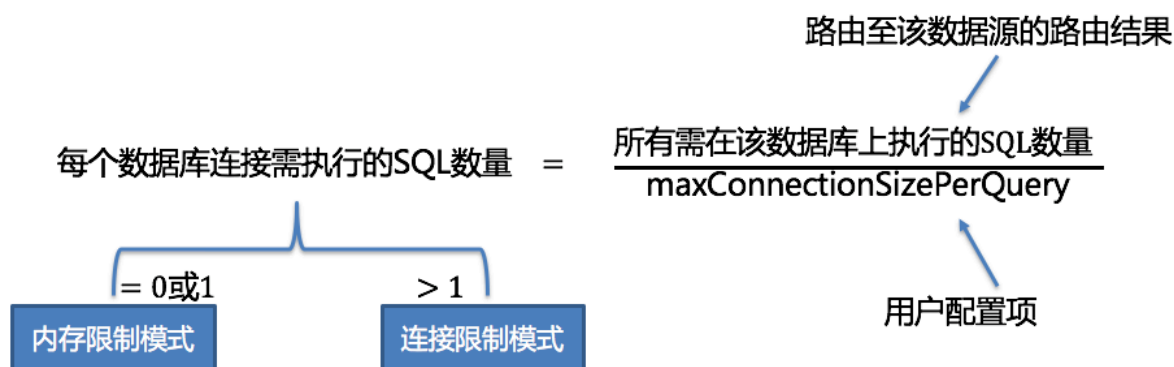 路由至该数据源的路由结果
每个数据库连接需执行的SQL数量 = 所有需在该数据库上执行的SQL数量
maxConnectionSizePerQuery
= 0或1 > 1
内存限制模式 连接限制模式
用户配置项